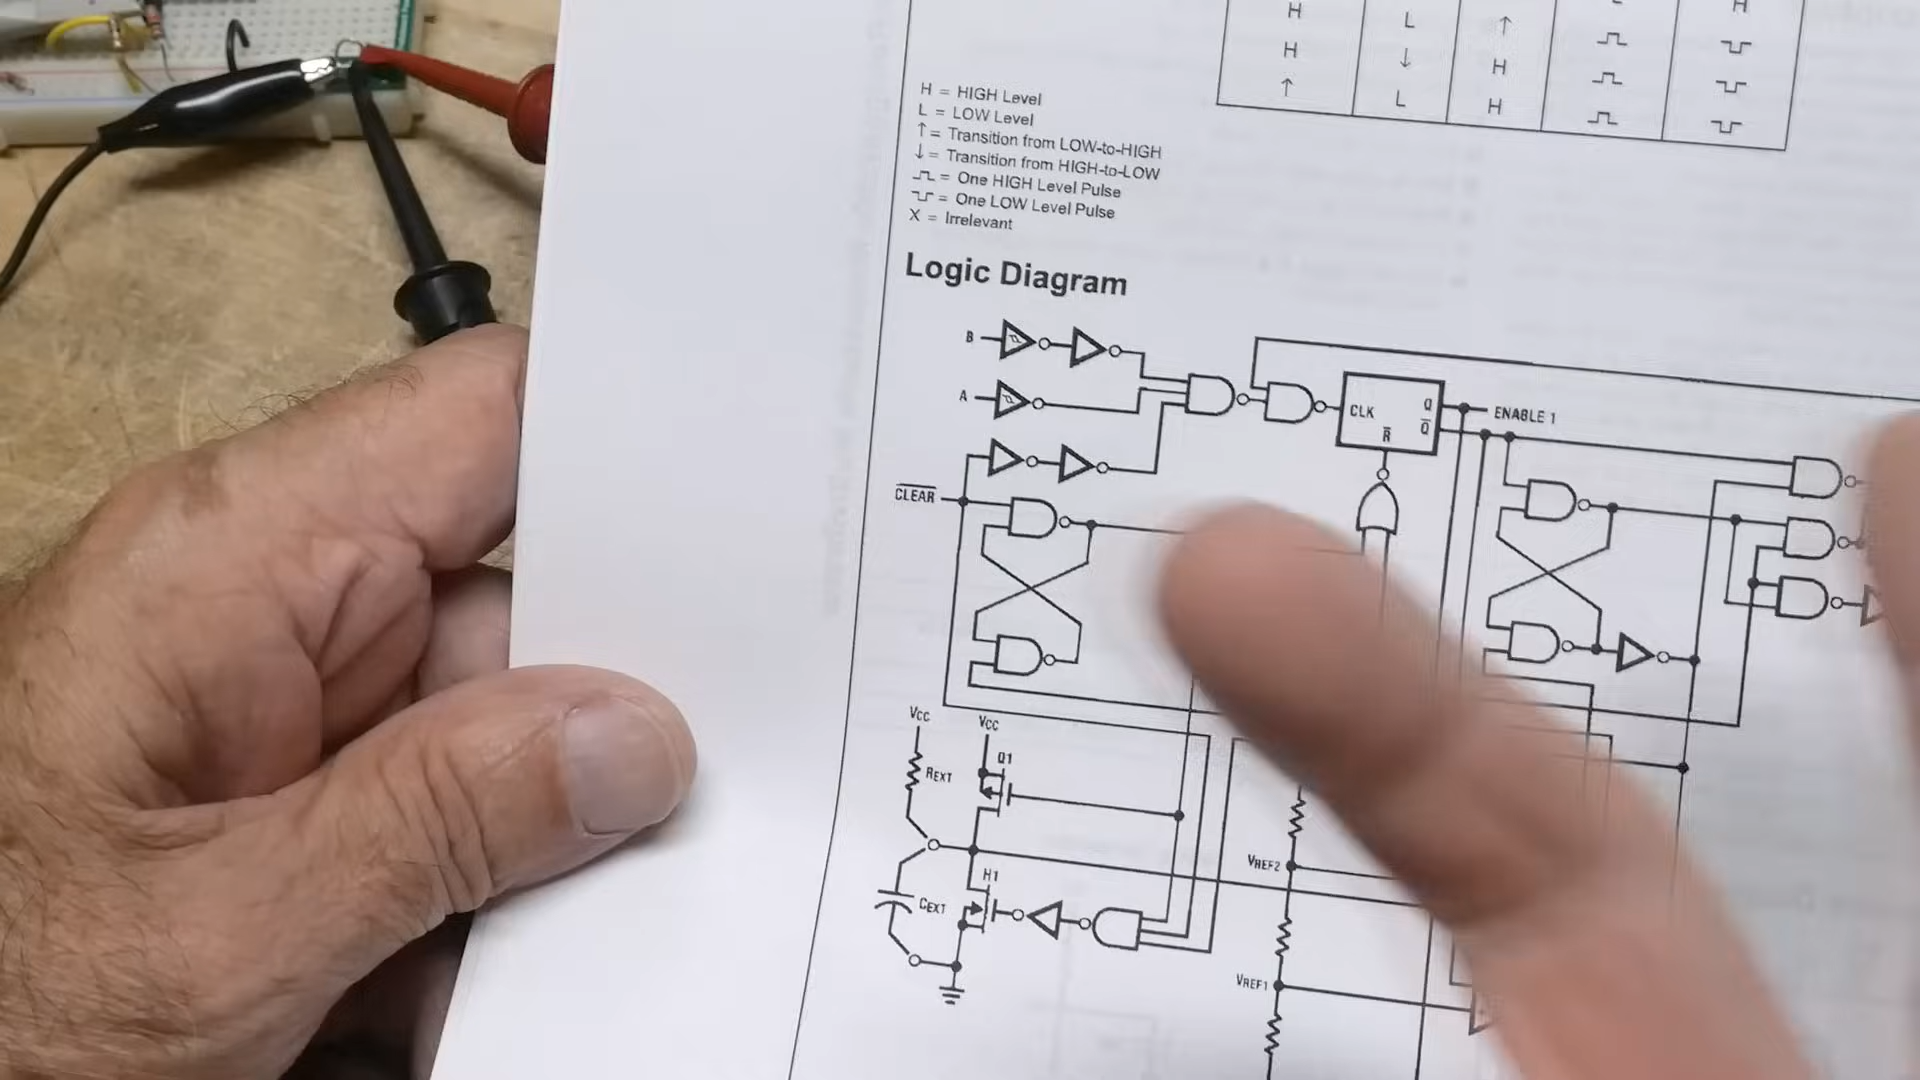 H L ↑ H
H ↓ H
↑ L H
H = HIGH Level
L = LOW Level
↑ = Transition from LOW-to-HIGH
↓ = Transition from HIGH-to-LOW
= One HIGH Level Pulse
= One LOW Level Pulse
X = Irrelevant
Logic Diagram
B
A
CLK Q ENABLE 1
R̅ Q̅
C̅L̅E̅A̅R̅
VCC VCC
Q1
REXT
VREF2
H1
CEXT
VREF1